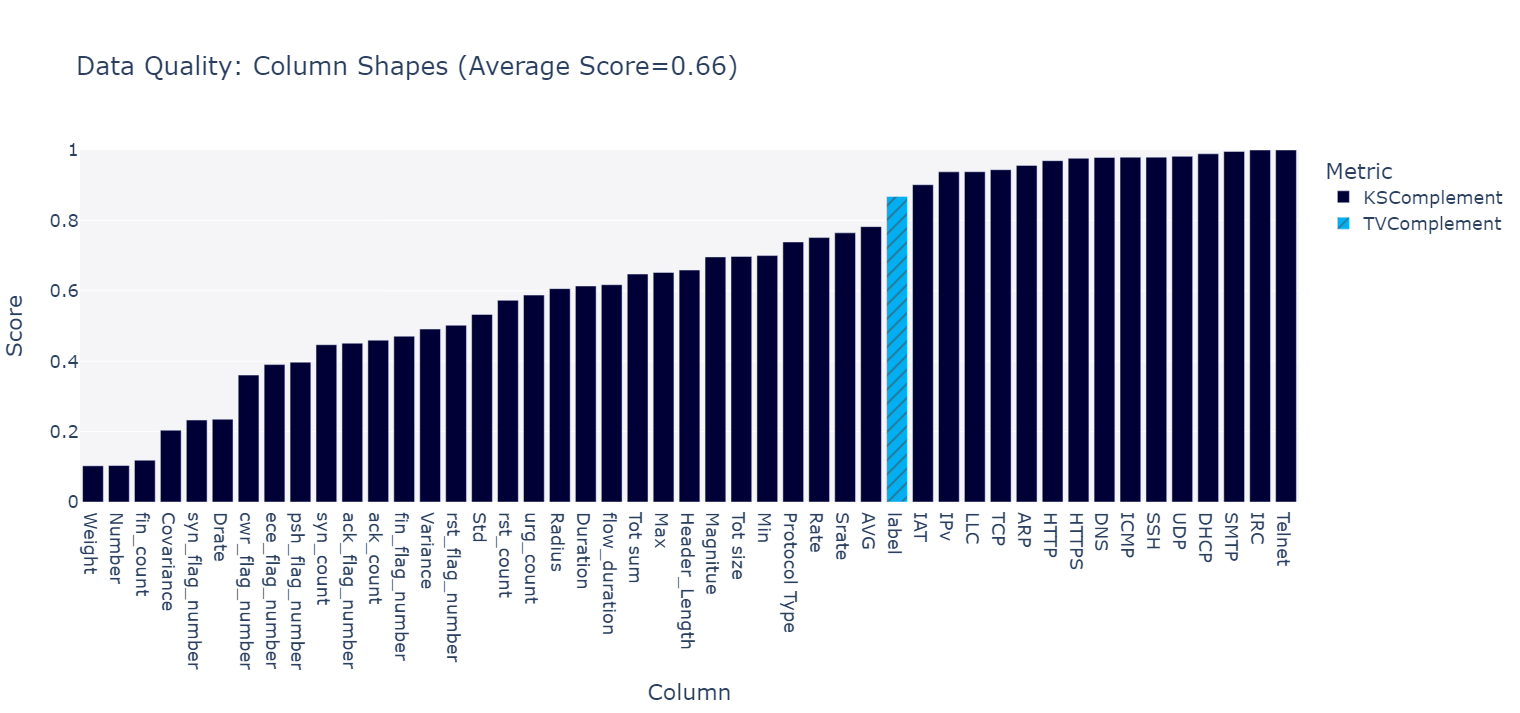 Data Quality: Column Shapes (Average Score=0.66)
Metric
KSComplement
TVComplement
Score
1
0.8
0.6
0.4
0.2
0
Weight
Number
fin_count
Covariance
syn_flag_number
Drate
cwr_flag_number
ece_flag_number
psh_flag_number
syn_count
ack_flag_number
ack_count
fin_flag_number
Variance
rst_flag_number
Std
rst_count
urg_count
Radius
Duration
flow_duration
Tot sum
Max
Header_Length
Magnitue
Tot size
Min
Protocol Type
Rate
Srate
AVG
label
IAT
IPv
LLC
TCP
ARP
HTTP
HTTPS
DNS
ICMP
SSH
UDP
DHCP
SMTP
IRC
Telnet
Column